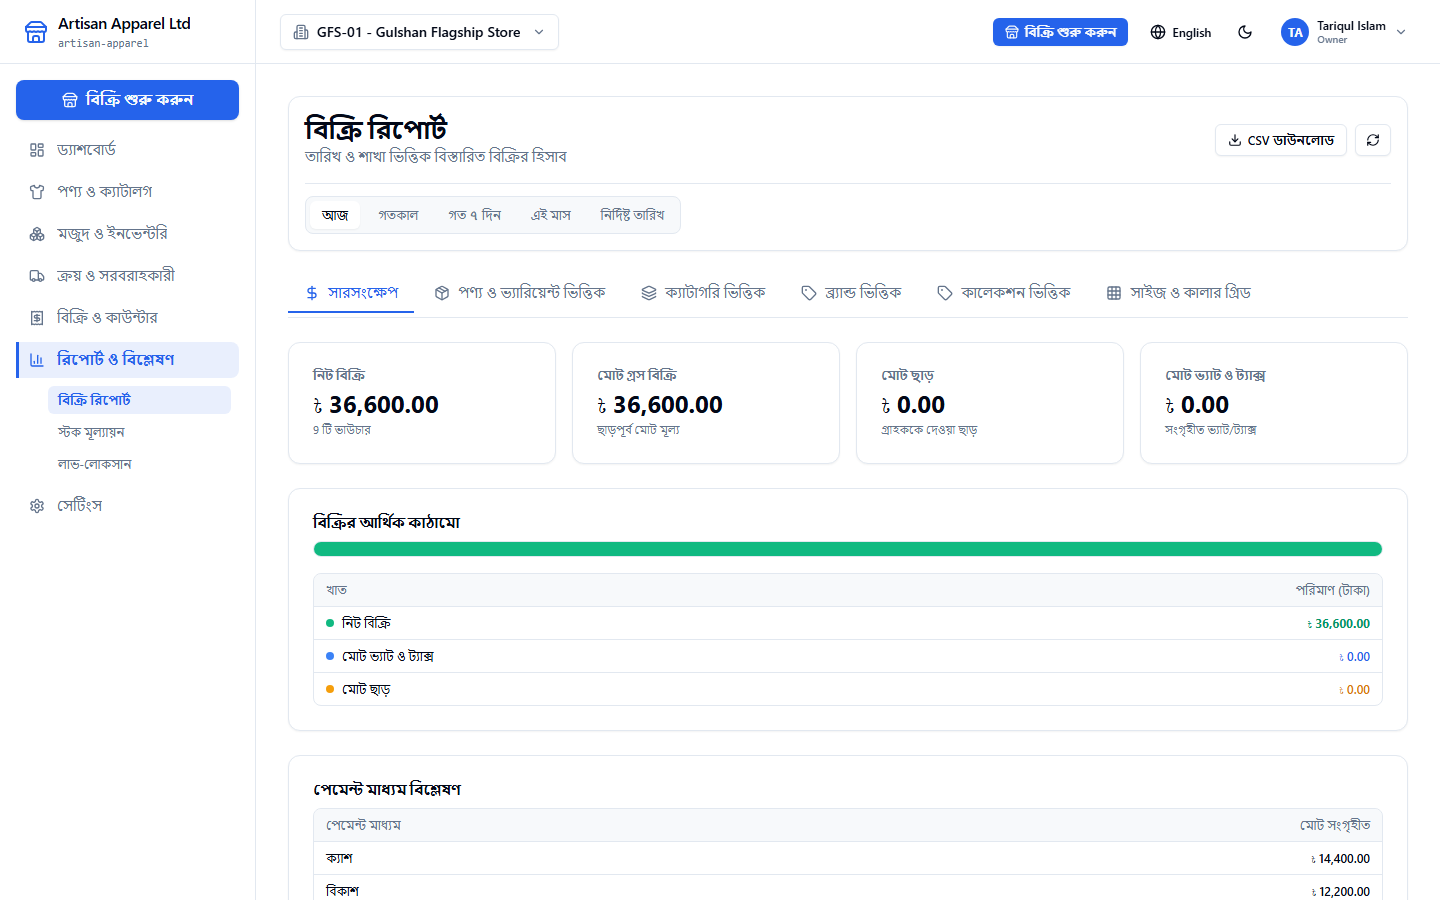 Artisan Apparel Ltd
artisan-apparel
GFS-01 - Gulshan Flagship Store
বিক্রি শুরু করুন
English
TA
Tariqul Islam
Owner
বিক্রি শুরু করুন
ড্যাশবোর্ড
পণ্য ও ক্যাটালগ
মজুদ ও ইনভেন্টরি
ক্রয় ও সরবরাহকারী
বিক্রি ও কাউন্টার
রিপোর্ট ও বিশ্লেষণ
বিক্রি রিপোর্ট
স্টক মূল্যায়ন
লাভ-লোকসান
সেটিংস
বিক্রি রিপোর্ট
তারিখ ও শাখা ভিত্তিক বিস্তারিত বিক্রির হিসাব
CSV ডাউনলোড
আজ গতকাল গত ৭ দিন এই মাস নির্দিষ্ট তারিখ
সারসংক্ষেপ পণ্য ও ভ্যারিয়েন্ট ভিত্তিক ক্যাটাগরি ভিত্তিক ব্র্যান্ড ভিত্তিক কালেকশন ভিত্তিক সাইজ ও কালার গ্রিড
নিট বিক্রি
৳ 36,600.00
9 টি ভাউচার
মোট গ্রস বিক্রি
৳ 36,600.00
ছাড়পূর্ব মোট মূল্য
মোট ছাড়
৳ 0.00
গ্রাহককে দেওয়া ছাড়
মোট ভ্যাট ও ট্যাক্স
৳ 0.00
সংগৃহীত ভ্যাট/ট্যাক্স
বিক্রির আর্থিক কাঠামো
খাত পরিমাণ (টাকা)
নিট বিক্রি ৳ 36,600.00
মোট ভ্যাট ও ট্যাক্স ৳ 0.00
মোট ছাড় ৳ 0.00
পেমেন্ট মাধ্যম বিশ্লেষণ
পেমেন্ট মাধ্যম মোট সংগৃহীত
ক্যাশ ৳ 14,400.00
বিকাশ ৳ 12,200.00